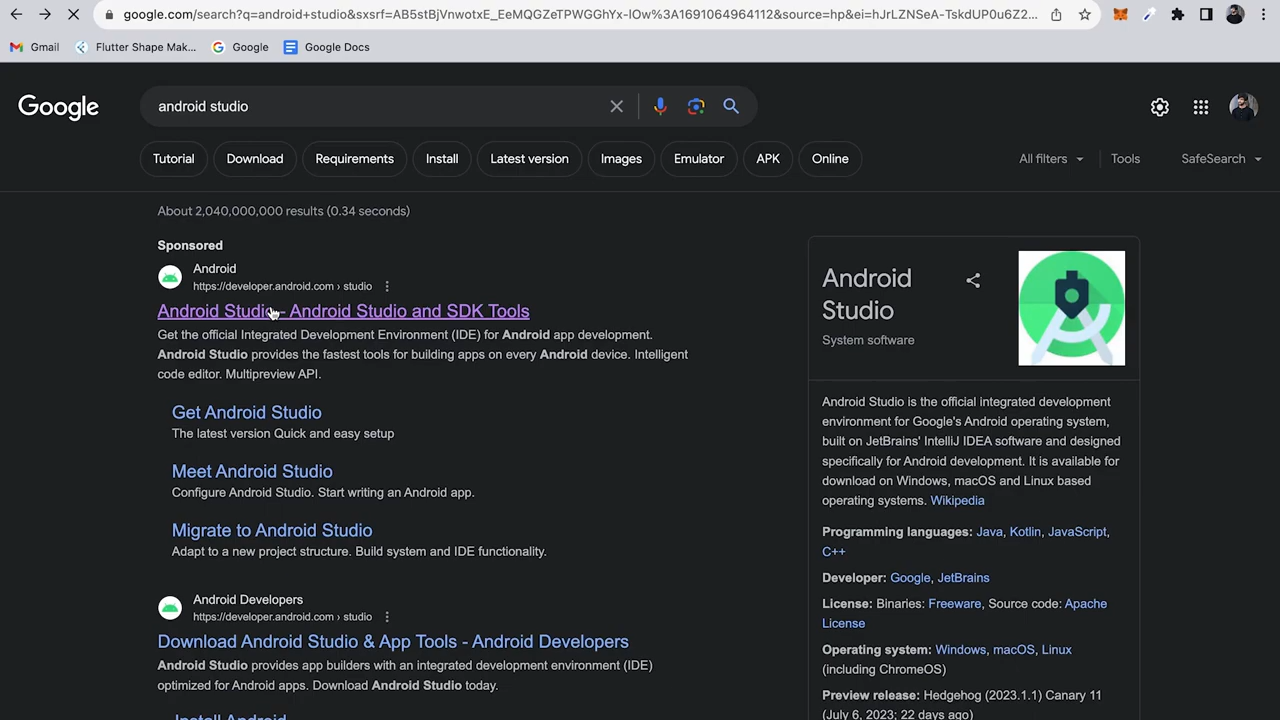 google.com/search?q=android+studio&sxsrf=AB5stBjVnwotxE_EeMQGZeTPWGGhYx-IOw%3A1691064964112&source=hp&ei=hJrLZNSeA-TskdUP0u6Z2...
Gmail
Flutter Shape Mak...
Google
Google Docs
Google
android studio
Tutorial
Download
Requirements
Install
Latest version
Images
Emulator
APK
Online
All filters
Tools
SafeSearch
About 2,040,000,000 results (0.34 seconds)
Sponsored
Android
https://developer.android.com › studio
Android Studio - Android Studio and SDK Tools
Get the official Integrated Development Environment (IDE) for Android app development.
Android Studio provides the fastest tools for building apps on every Android device. Intelligent
code editor. Multipreview API.
Get Android Studio
The latest version Quick and easy setup
Meet Android Studio
Configure Android Studio. Start writing an Android app.
Migrate to Android Studio
Adapt to a new project structure. Build system and IDE functionality.
Android Developers
https://developer.android.com › studio
Download Android Studio & App Tools - Android Developers
Android Studio provides app builders with an integrated development environment (IDE)
optimized for Android apps. Download Android Studio today.
Install Android
Android
Studio
System software
Android Studio is the official integrated development
environment for Google's Android operating system,
built on JetBrains' IntelliJ IDEA software and designed
specifically for Android development. It is available for
download on Windows, macOS and Linux based
operating systems. Wikipedia
Programming languages: Java, Kotlin, JavaScript,
C++
Developer: Google, JetBrains
License: Binaries: Freeware, Source code: Apache
License
Operating system: Windows, macOS, Linux
(including ChromeOS)
Preview release: Hedgehog (2023.1.1) Canary 11
(July 6, 2023; 22 days ago)